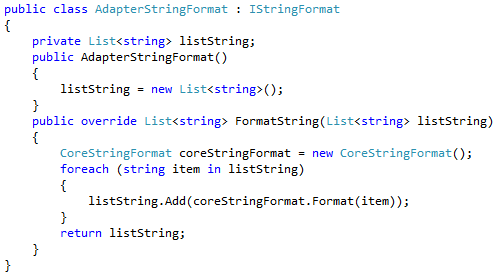 public class AdapterStringFormat : IStringFormat
{
    private List<string> listString;
    public AdapterStringFormat()
    {
        listString = new List<string>();
    }
    public override List<string> FormatString(List<string> listString)
    {
        CoreStringFormat coreStringFormat = new CoreStringFormat();
        foreach (string item in listString)
        {
            listString.Add(coreStringFormat.Format(item));
        }
        return listString;
    }
}